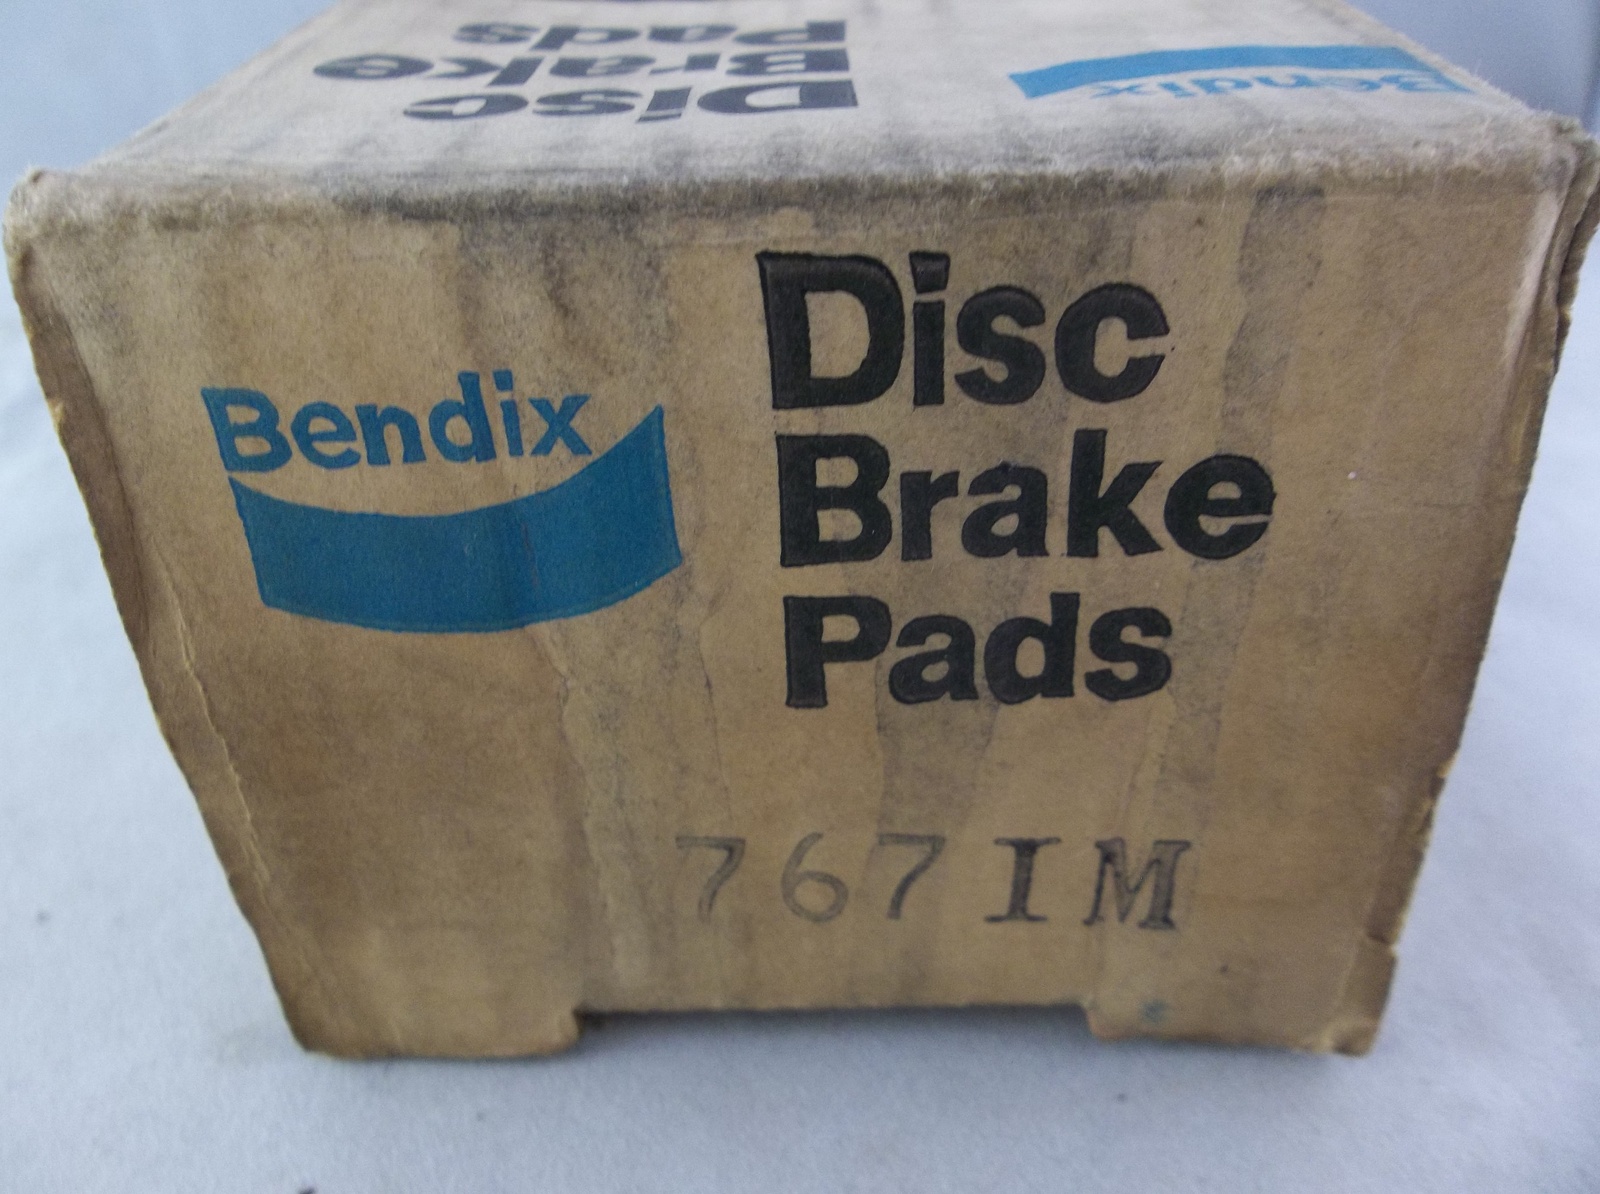 Disc
Brake
Pads
Bendix
Bendix
Disc
Brake
Pads
767IM